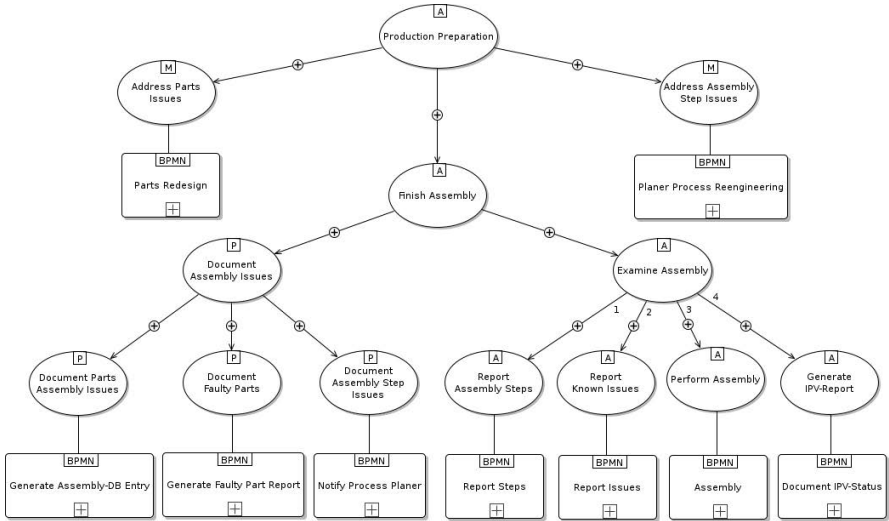 A
Production Preparation
M
Address Parts
Issues
M
Address Assembly
Step Issues
BPMN
Parts Redesign
BPMN
Planer Process Reengineering
A
Finish Assembly
P
Document
Assembly Issues
A
Examine Assembly
1
2
3
4
P
Document Parts
Assembly Issues
P
Document
Faulty Parts
P
Document
Assembly Step
Issues
A
Report
Assembly Steps
A
Report
Known Issues
A
Perform Assembly
A
Generate
IPV-Report
BPMN
Generate Assembly-DB Entry
BPMN
Generate Faulty Part Report
BPMN
Notify Process Planer
BPMN
Report Steps
BPMN
Report Issues
BPMN
Assembly
BPMN
Document IPV-Status